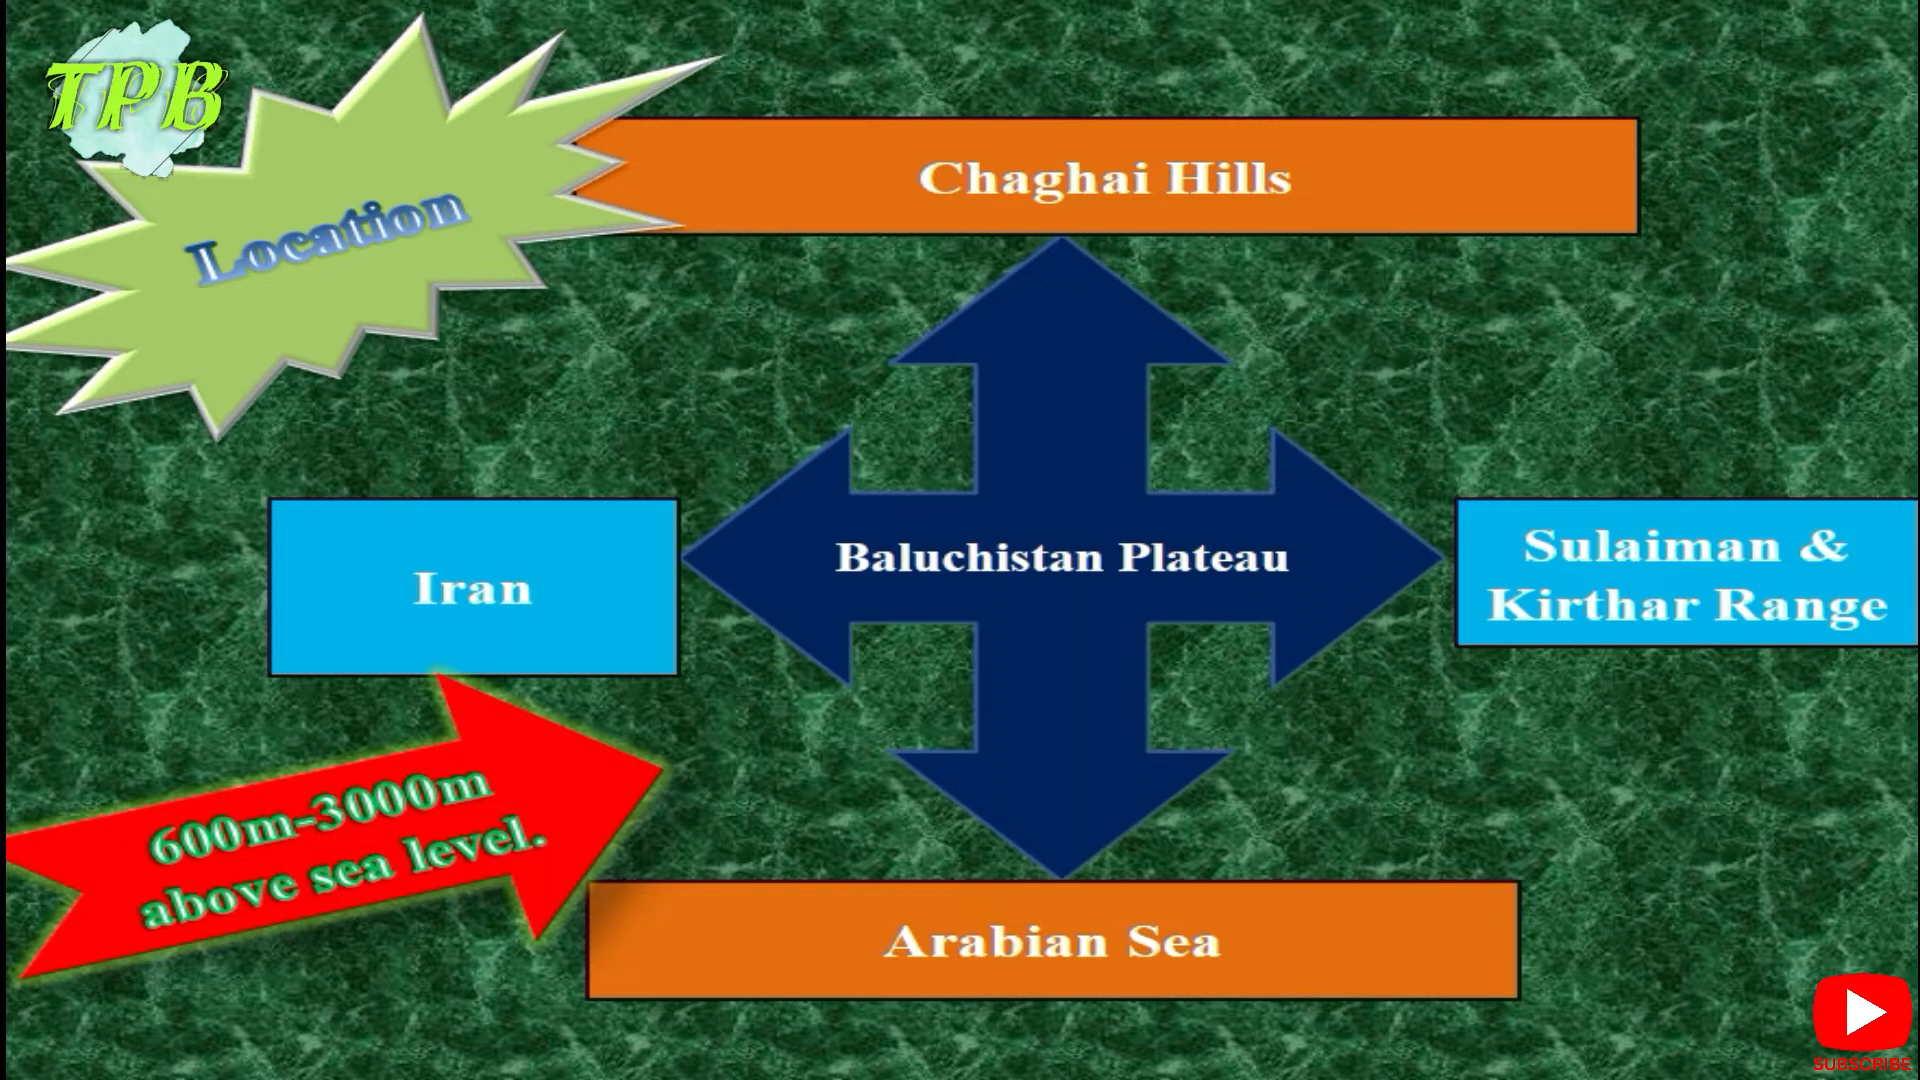 TPB
Location
Chaghai Hills
Iran
Baluchistan Plateau
Sulaiman &
Kirthar Range
600m-3000m
above sea level.
Arabian Sea
SUBSCRIBE